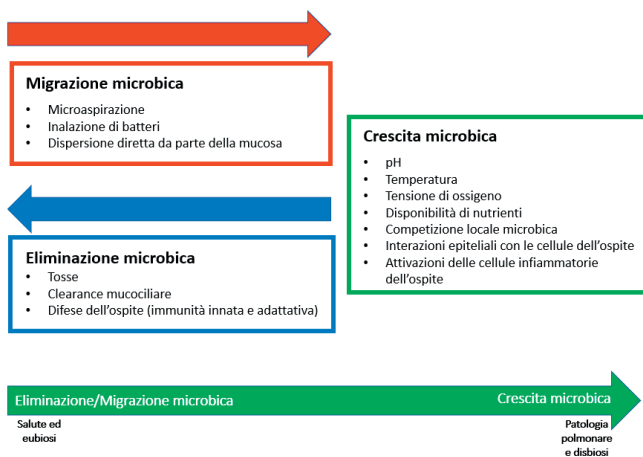 Migrazione microbica
• Microaspirazione
• Inalazione di batteri
• Dispersione diretta da parte della mucosa
Eliminazione microbica
• Tosse
• Clearance mucociliare
• Difese dell'ospite (immunità innata e adattativa)
Crescita microbica
• pH
• Temperatura
• Tensione di ossigeno
• Disponibilità di nutrienti
• Competizione locale microbica
• Interazioni epiteliali con le cellule dell'ospite
• Attivazioni delle cellule infiammatorie
dell'ospite
Eliminazione/Migrazione microbica
Crescita microbica
Salute ed
eubiosi
Patologia
polmonare
e disbiosi